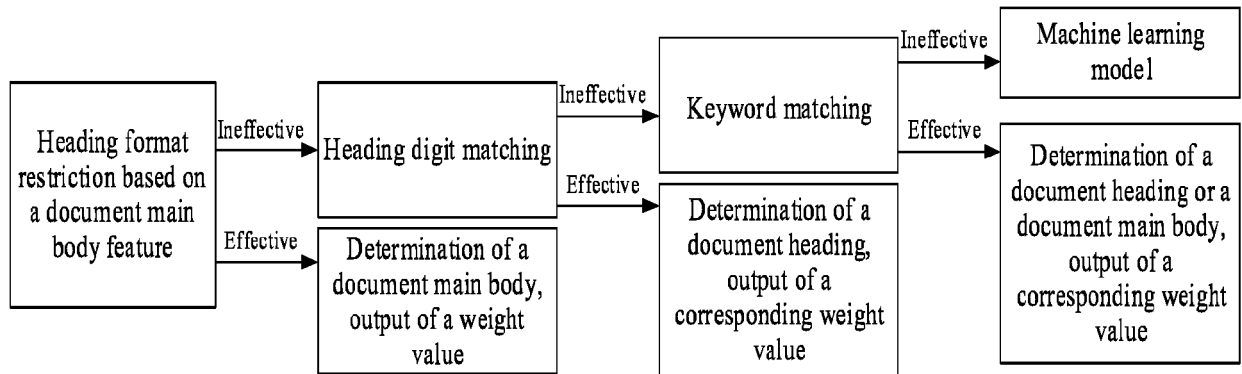 Heading format
restriction based on
a document main
body feature
Ineffective
Effective
Heading digit matching
Determination of a
document main body,
output of a weight
value
Ineffective
Effective
Keyword matching
Determination of a
document heading,
output of a
corresponding weight
value
Ineffective
Effective
Machine learning
model
Determination of a
document heading or a
document main body,
output of a
corresponding weight
value